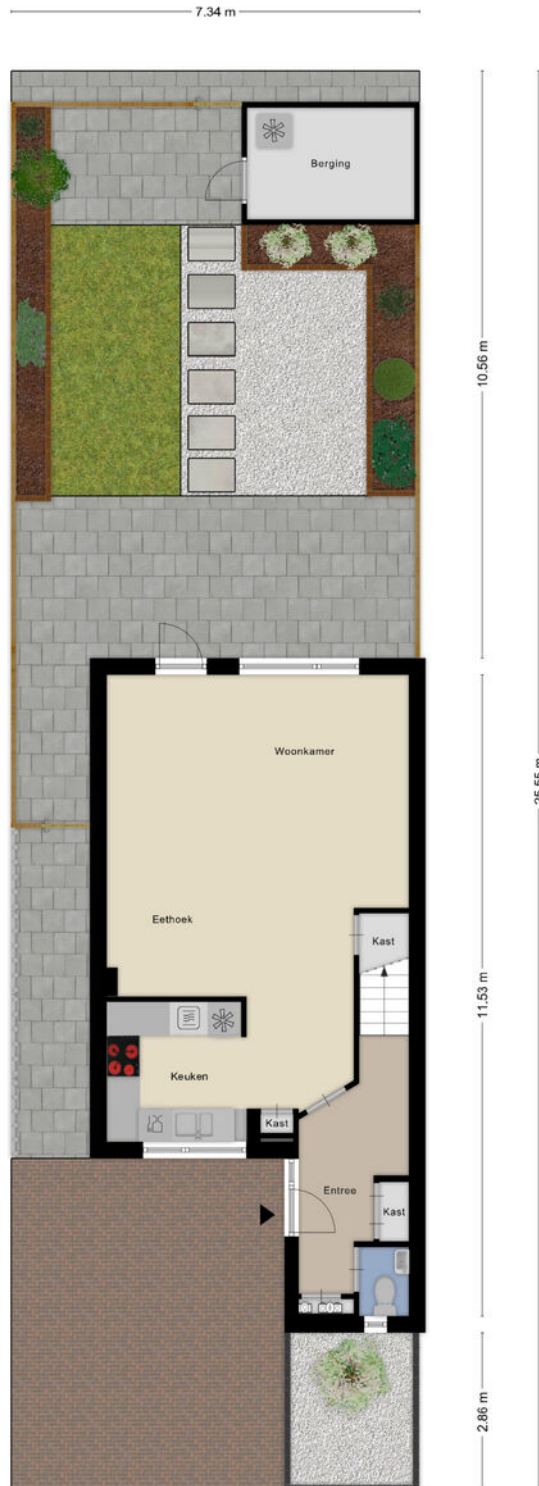 7.34 m
Berging
10.56 m
Woonkamer
25.55 m
Eethoek
Kast
11.53 m
Keuken
Kast
Entree
Kast
2.86 m